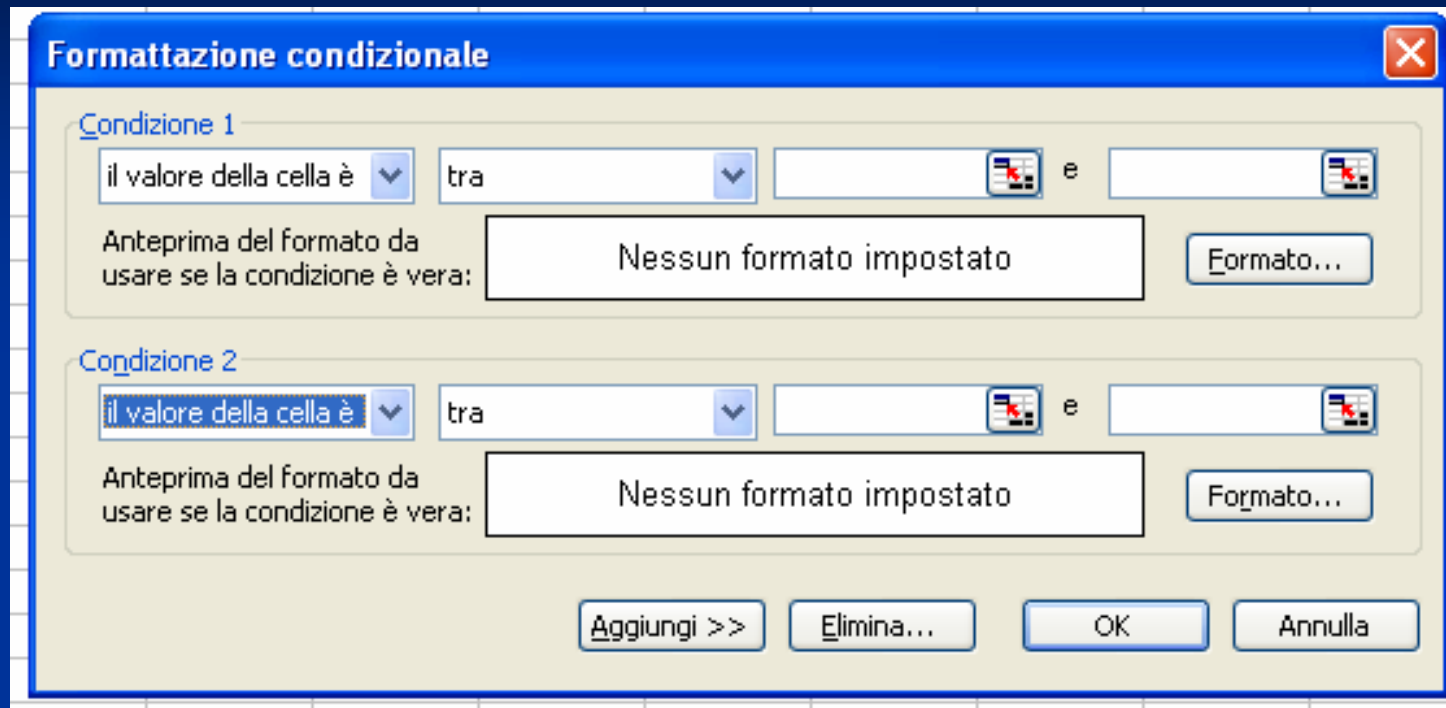 Formattazione condizionale
Condizione 1
il valore della cella è tra e
Anteprima del formato da
usare se la condizione è vera:
Nessun formato impostato
Formato...
Condizione 2
il valore della cella è tra e
Anteprima del formato da
usare se la condizione è vera:
Nessun formato impostato
Formato...
Aggiungi >> Elimina... OK Annulla